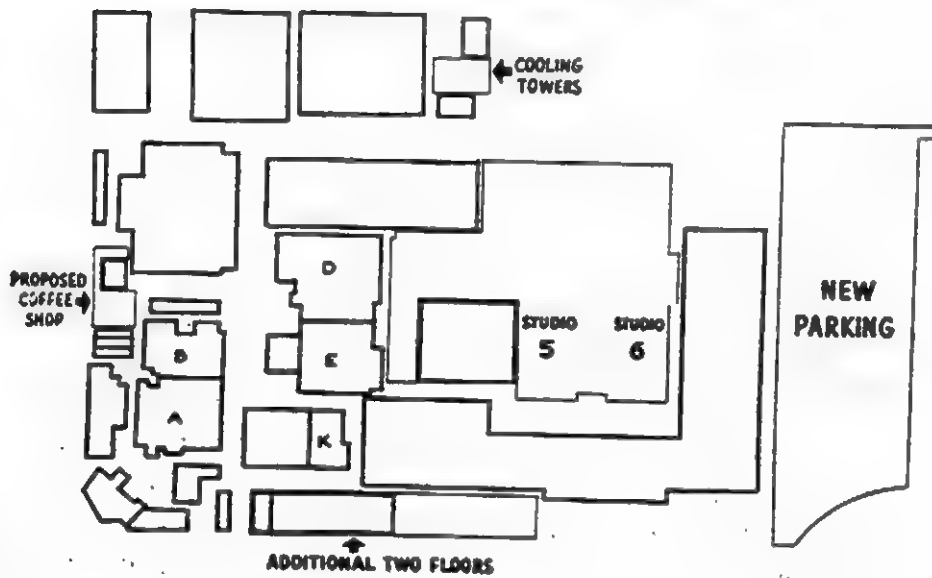 COOLING
TOWERS
PROPOSED
COFFEE
SHOP
D
B
E
A
K
STUDIO
5
STUDIO
6
NEW
PARKING
ADDITIONAL TWO FLOORS